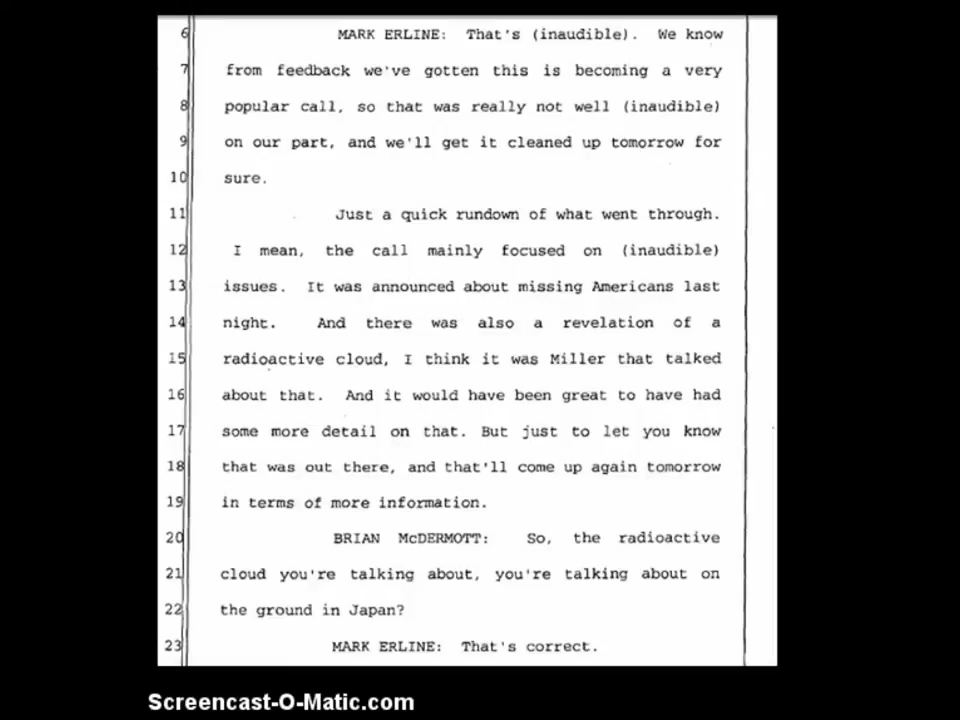 6 MARK ERLINE: That's (inaudible). We know
7 from feedback we've gotten this is becoming a very
8 popular call, so that was really not well (inaudible)
9 on our part, and we'll get it cleaned up tomorrow for
10 sure.
11 Just a quick rundown of what went through.
12 I mean, the call mainly focused on (inaudible)
13 issues. It was announced about missing Americans last
14 night. And there was also a revelation of a
15 radioactive cloud, I think it was Miller that talked
16 about that. And it would have been great to have had
17 some more detail on that. But just to let you know
18 that was out there, and that'll come up again tomorrow
19 in terms of more information.
20 BRIAN McDERMOTT: So, the radioactive
21 cloud you're talking about, you're talking about on
22 the ground in Japan?
23 MARK ERLINE: That's correct.
Screencast-O-Matic.com